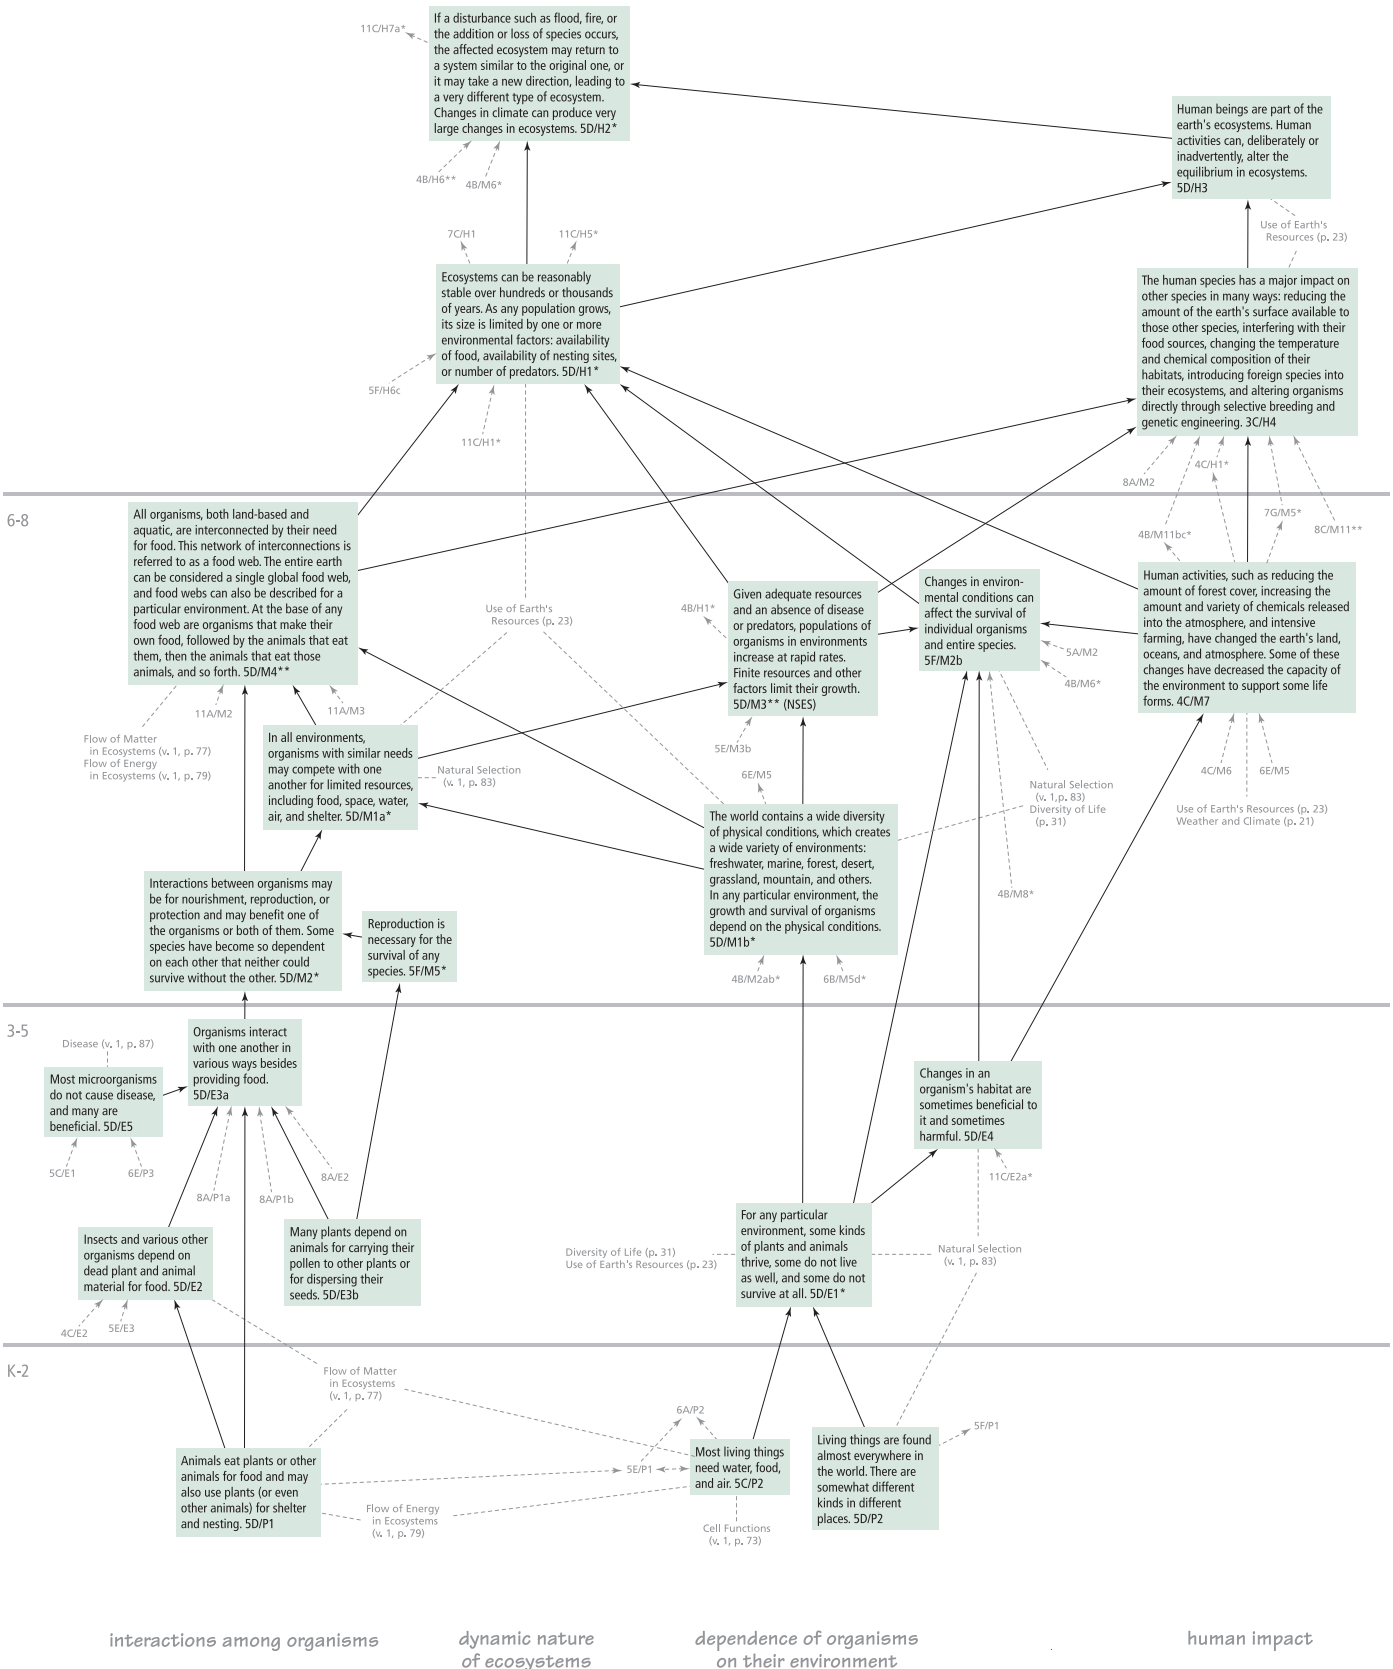 If a disturbance such as flood, fire, or
the addition or loss of species occurs,
the affected ecosystem may return to
a system similar to the original one, or
it may take a new direction, leading to
a very different type of ecosystem.
Changes in climate can produce very
large changes in ecosystems. 5D/H2*
11C/H7a*
4B/H6**
4B/M6*
Human beings are part of the
earth's ecosystems. Human
activities can, deliberately or
inadvertently, alter the
equilibrium in ecosystems.
5D/H3
Use of Earth's
Resources (p. 23)
7C/H1
11C/H5*
Ecosystems can be reasonably
stable over hundreds or thousands
of years. As any population grows,
its size is limited by one or more
environmental factors: availability
of food, availability of nesting sites,
or number of predators. 5D/H1*
5F/H6c
11C/H1*
The human species has a major impact on
other species in many ways: reducing the
amount of the earth's surface available to
those other species, interfering with their
food sources, changing the temperature
and chemical composition of their
habitats, introducing foreign species into
their ecosystems, and altering organisms
directly through selective breeding and
genetic engineering. 3C/H4
8A/M2
4C/H1*
4B/M11bc*
7G/M5*
8C/M11**
6-8
All organisms, both land-based and
aquatic, are interconnected by their need
for food. This network of interconnections is
referred to as a food web. The entire earth
can be considered a single global food web,
and food webs can also be described for a
particular environment. At the base of any
food web are organisms that make their
own food, followed by the animals that eat
them, then the animals that eat those
animals, and so forth. 5D/M4**
11A/M2
11A/M3
Flow of Matter
in Ecosystems (v. 1, p. 77)
Flow of Energy
in Ecosystems (v. 1, p. 79)
Use of Earth's
Resources (p. 23)
4B/H1*
Given adequate resources
and an absence of disease
or predators, populations of
organisms in environments
increase at rapid rates.
Finite resources and other
factors limit their growth.
5D/M3** (NSES)
5E/M3b
6E/M5
Changes in environ-
mental conditions can
affect the survival of
individual organisms
and entire species.
5F/M2b
5A/M2
4B/M6*
Human activities, such as reducing the
amount of forest cover, increasing the
amount and variety of chemicals released
into the atmosphere, and intensive
farming, have changed the earth's land,
oceans, and atmosphere. Some of these
changes have decreased the capacity of
the environment to support some life
forms. 4C/M7
4C/M6
6E/M5
Use of Earth's Resources (p. 23)
Weather and Climate (p. 21)
In all environments,
organisms with similar needs
may compete with one
another for limited resources,
including food, space, water,
air, and shelter. 5D/M1a*
Natural Selection
(v. 1, p. 83)
Natural Selection
(v. 1,p. 83)
Diversity of Life
(p. 31)
The world contains a wide diversity
of physical conditions, which creates
a wide variety of environments:
freshwater, marine, forest, desert,
grassland, mountain, and others.
In any particular environment, the
growth and survival of organisms
depend on the physical conditions.
5D/M1b*
4B/M2ab*
6B/M5d*
4B/M8*
Interactions between organisms may
be for nourishment, reproduction, or
protection and may benefit one of
the organisms or both of them. Some
species have become so dependent
on each other that neither could
survive without the other. 5D/M2*
Reproduction is
necessary for the
survival of any
species. 5F/M5*
3-5
Disease (v. 1, p. 87)
Most microorganisms
do not cause disease,
and many are
beneficial. 5D/E5
5C/E1
6E/P3
Organisms interact
with one another in
various ways besides
providing food.
5D/E3a
8A/P1a
8A/P1b
8A/E2
Changes in an
organism's habitat are
sometimes beneficial to
it and sometimes
harmful. 5D/E4
11C/E2a*
Insects and various other
organisms depend on
dead plant and animal
material for food. 5D/E2
4C/E2
5E/E3
Many plants depend on
animals for carrying their
pollen to other plants or
for dispersing their
seeds. 5D/E3b
Diversity of Life (p. 31)
Use of Earth's Resources (p. 23)
For any particular
environment, some kinds
of plants and animals
thrive, some do not live
as well, and some do not
survive at all. 5D/E1*
Natural Selection
(v. 1, p. 83)
K-2
Flow of Matter
in Ecosystems
(v. 1, p. 77)
Animals eat plants or other
animals for food and may
also use plants (or even
other animals) for shelter
and nesting. 5D/P1
Flow of Energy
in Ecosystems
(v. 1, p. 79)
6A/P2
5E/P1
Most living things
need water, food,
and air. 5C/P2
Cell Functions
(v. 1, p. 73)
Living things are found
almost everywhere in
the world. There are
somewhat different
kinds in different
places. 5D/P2
5F/P1
interactions among organisms
dynamic nature
of ecosystems
dependence of organisms
on their environment
human impact